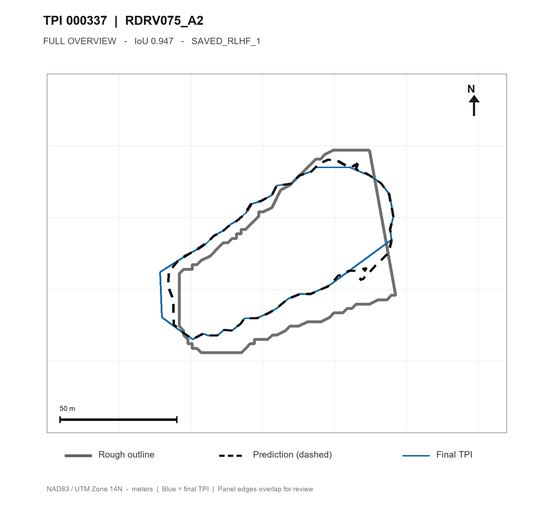 TPI 000337 | RDRV075_A2
FULL OVERVIEW - IoU 0.947 - SAVED_RLHF_1
N
50 m
Rough outline
Prediction (dashed)
Final TPI
NAD83 / UTM Zone 14N - meters | Blue = final TPI | Panel edges overlap for review